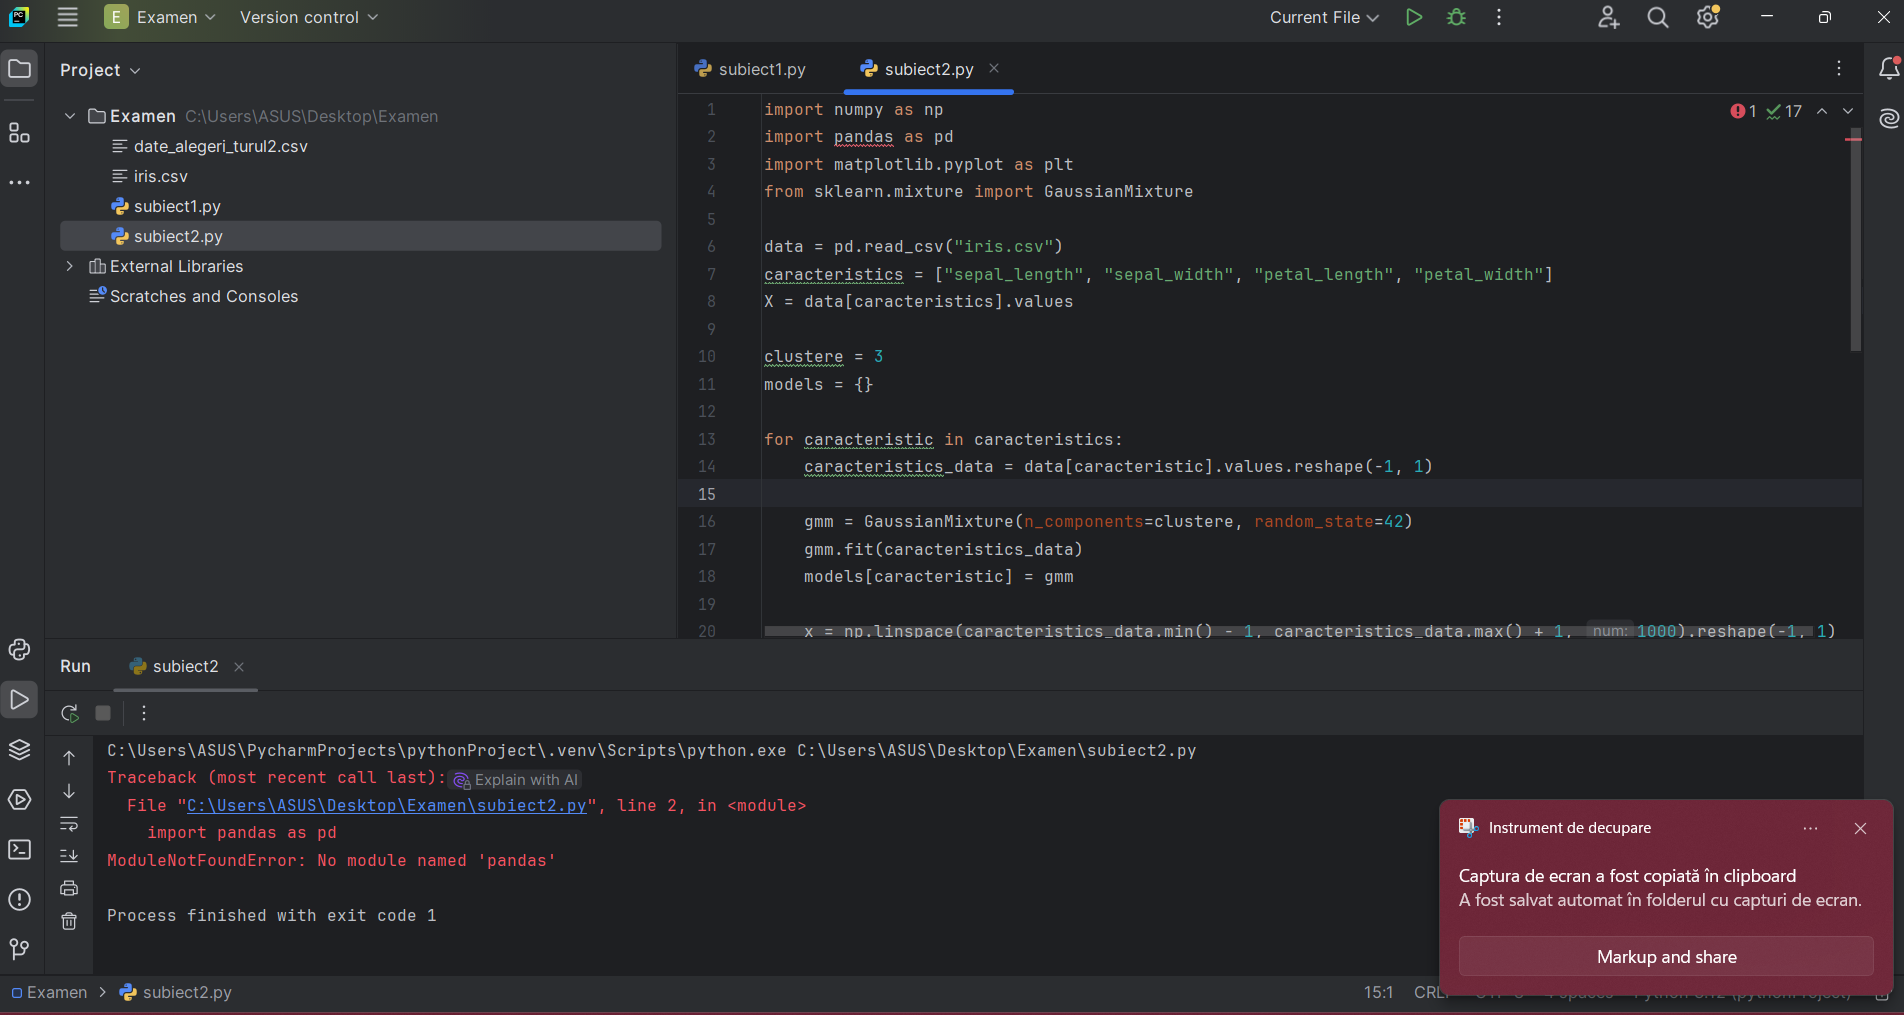 PC
E Examen Version control Current File
Project
subiect1.py subiect2.py
Examen C:\Users\ASUS\Desktop\Examen
date_alegeri_turul2.csv
iris.csv
subiect1.py
subiect2.py
External Libraries
Scratches and Consoles
1 17
1 import numpy as np
2 import pandas as pd
3 import matplotlib.pyplot as plt
4 from sklearn.mixture import GaussianMixture
5
6 data = pd.read_csv("iris.csv")
7 caracteristics = ["sepal_length", "sepal_width", "petal_length", "petal_width"]
8 X = data[caracteristics].values
9
10 clustere = 3
11 models = {}
12
13 for caracteristic in caracteristics:
14 caracteristics_data = data[caracteristic].values.reshape(-1, 1)
15
16 gmm = GaussianMixture(n_components=clustere, random_state=42)
17 gmm.fit(caracteristics_data)
18 models[caracteristic] = gmm
19
20 x = np.linspace(caracteristics_data.min() - 1, caracteristics_data.max() + 1, num: 1000).reshape(-1, 1)
Run subiect2
C:\Users\ASUS\PycharmProjects\pythonProject\.venv\Scripts\python.exe C:\Users\ASUS\Desktop\Examen\subiect2.py
Traceback (most recent call last): Explain with AI
File "C:\Users\ASUS\Desktop\Examen\subiect2.py", line 2, in <module>
import pandas as pd
ModuleNotFoundError: No module named 'pandas'
Process finished with exit code 1
Instrument de decupare
Captura de ecran a fost copiată în clipboard
A fost salvat automat în folderul cu capturi de ecran.
Markup and share
Examen > subiect2.py
15:1